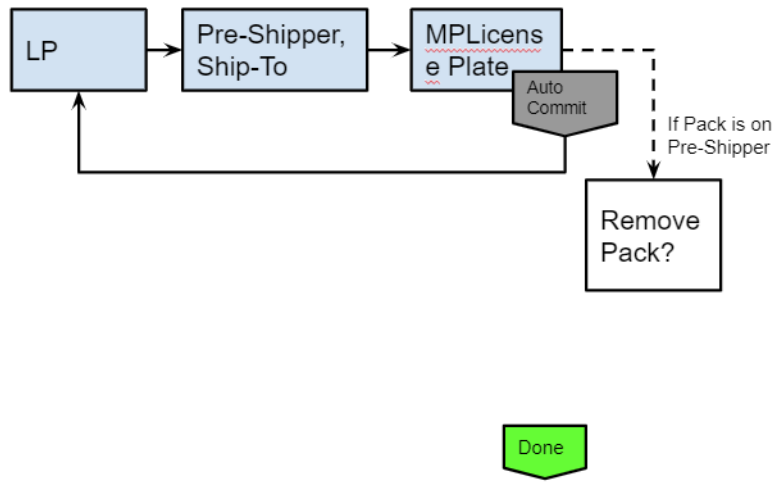 LP
Pre-Shipper,
Ship-To
MPLicens
e Plate
Auto
Commit
If Pack is on
Pre-Shipper
Remove
Pack?
Done